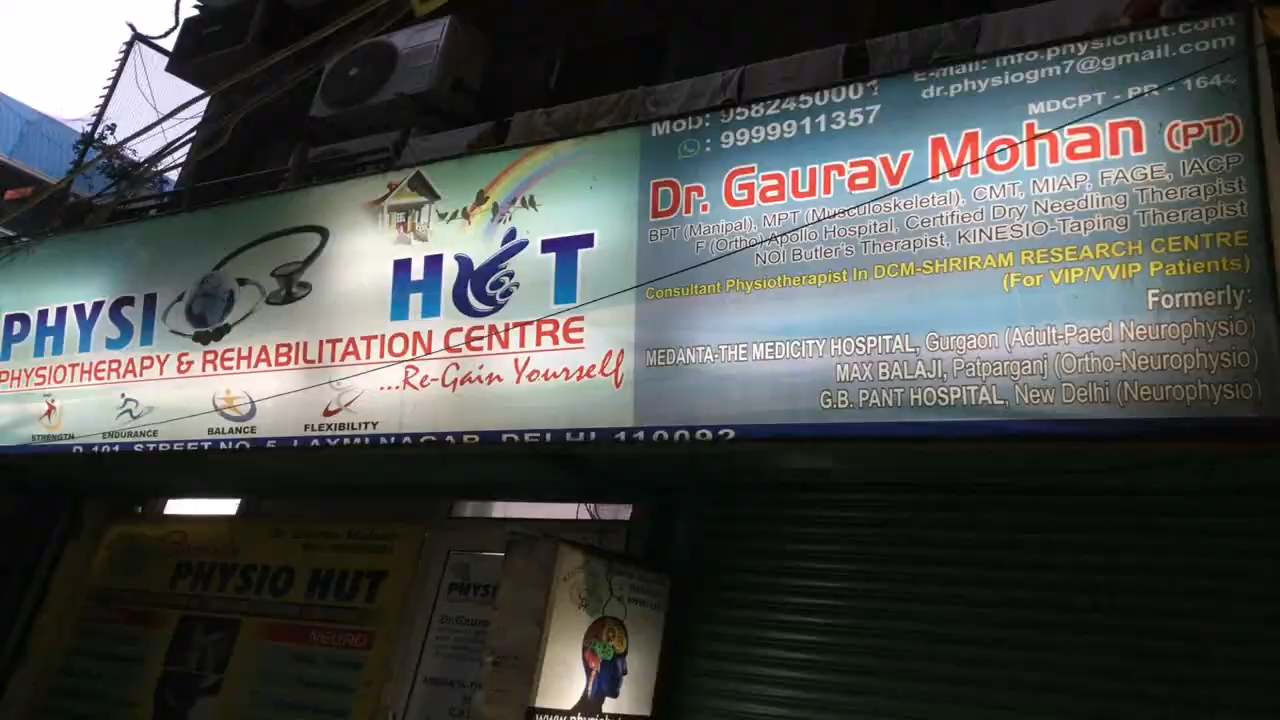 PHYSI HUT
PHYSIOTHERAPY & REHABILITATION CENTRE
...Re-Gain Yourself
STRENGTH ENDURANCE BALANCE FLEXIBILITY
D-101, STREET NO. 5, LAXMI NAGAR, DELHI 110092
Mob: 9582450001
: 9999911357
E-mail: info.physiohut.com
dr.physiogm7@gmail.com
MDCPT - PR - 1644
Dr. Gaurav Mohan (PT)
BPT (Manipal), MPT (Musculoskeletal), CMT, MIAP, FAGE, IACP
F (Ortho) Apollo Hospital, Certified Dry Needling Therapist
NOI Butler's Therapist, KINESIO-Taping Therapist
Consultant Physiotherapist In DCM-SHRIRAM RESEARCH CENTRE
(For VIP/VVIP Patients)
Formerly:
MEDANTA-THE MEDICITY HOSPITAL, Gurgaon (Adult-Paed Neurophysio)
MAX BALAJI, Patparganj (Ortho-Neurophysio)
G.B. PANT HOSPITAL, New Delhi (Neurophysio)
PHYSIO HUT
NEURO
PHYSI
Dr.Gaura